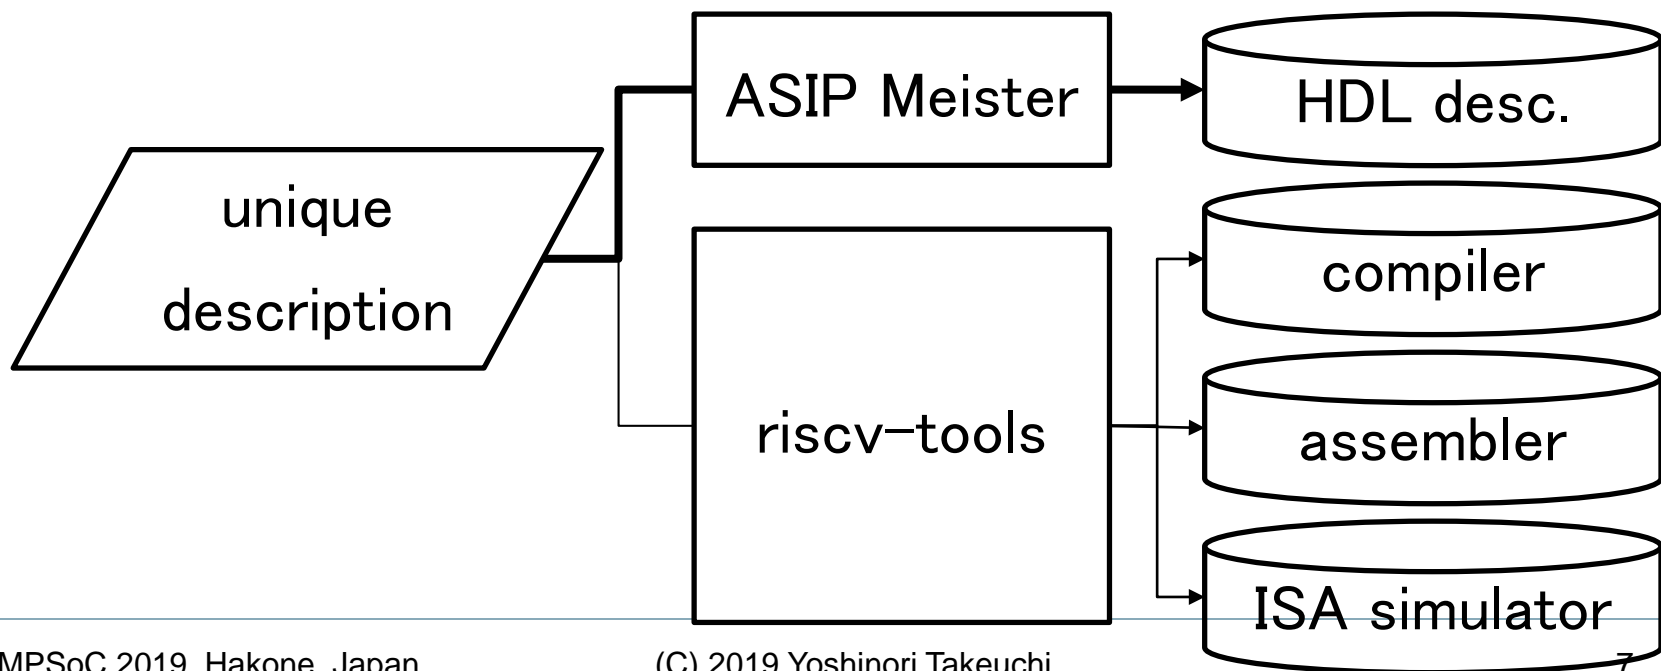 unique
description
ASIP Meister
riscv-tools
HDL desc.
compiler
assembler
ISA simulator
MPSoC 2019, Hakone, Japan
(C) 2019 Yoshinori Takeuchi
7